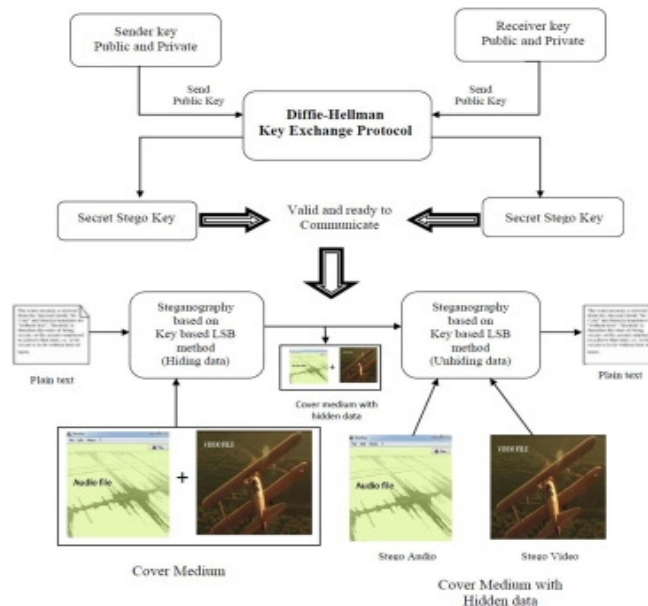 Sender key
Public and Private
Receiver key
Public and Private
Send
Public Key
Send
Public Key
Diffie-Hellman
Key Exchange Protocol
Secret Stego Key
Valid and ready to
Communicate
Secret Stego Key
Steganography
based on
Key based LSB
method
(Hiding data)
Steganography
based on
Key based LSB
method
(Unhiding data)
Plain text
+
Cover medium with
hidden data
Plain text
Audio file
+
VIDEO FILE
Audio file
VIDEO FILE
Stego Audio
Stego Video
Cover Medium
Cover Medium with
Hidden data